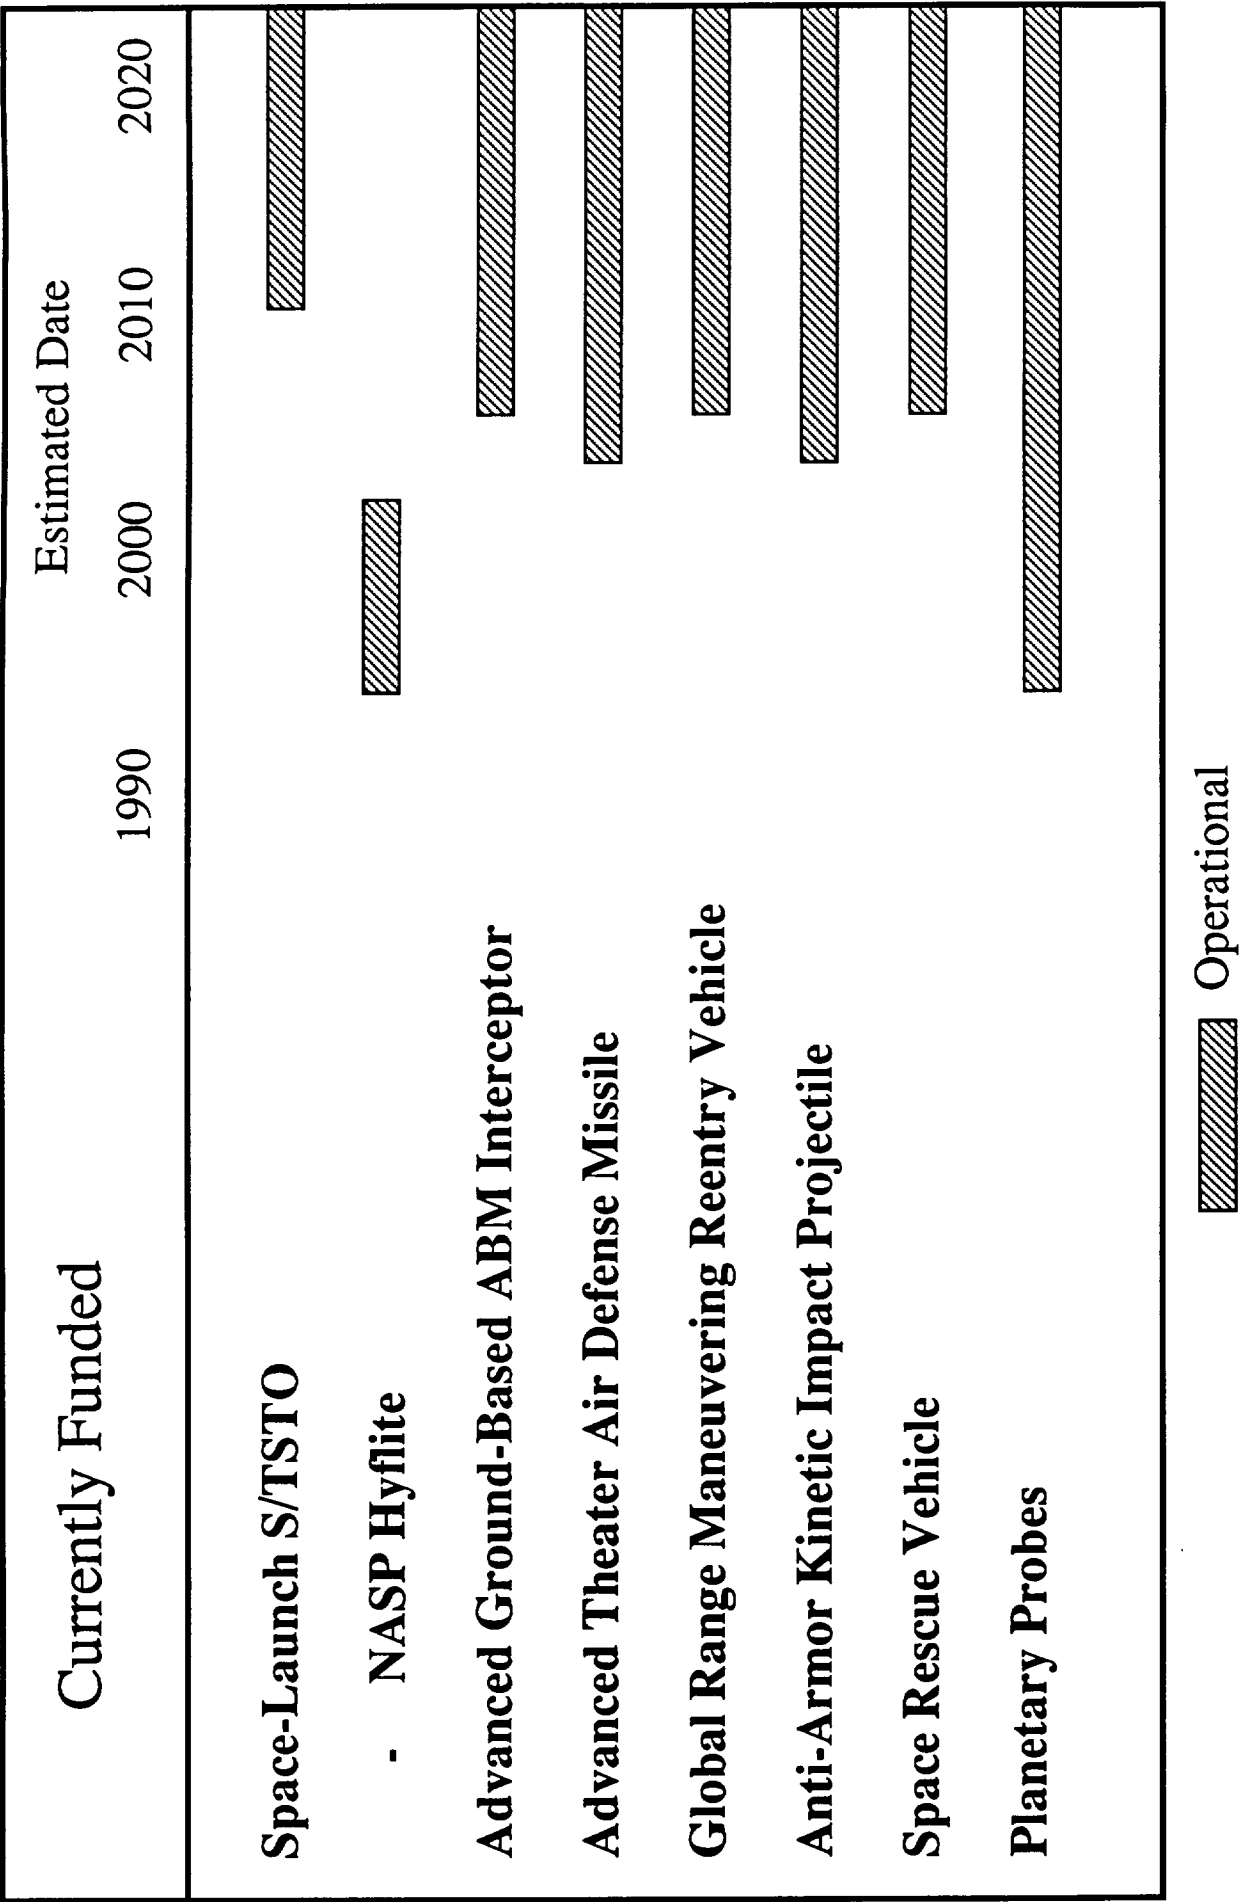 Currently Funded
Estimated Date
1990 2000 2010 2020
Space-Launch S/TSTO
- NASP Hyflite
Advanced Ground-Based ABM Interceptor
Advanced Theater Air Defense Missile
Global Range Maneuvering Reentry Vehicle
Anti-Armor Kinetic Impact Projectile
Space Rescue Vehicle
Planetary Probes
Operational